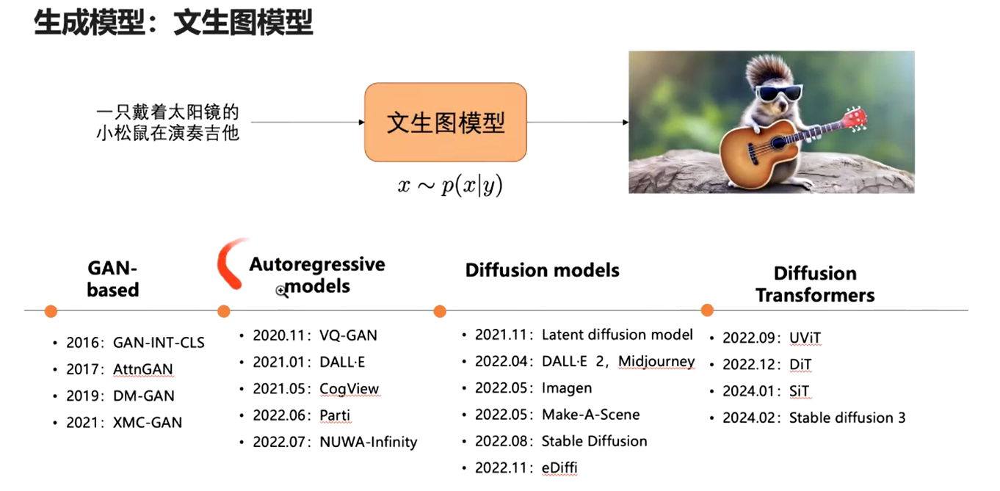 生成模型：文生图模型
一只戴着太阳镜的
小松鼠在演奏吉他
文生图模型
x ∼ p(x|y)
GAN-
based
• 2016：GAN-INT-CLS
• 2017：AttnGAN
• 2019：DM-GAN
• 2021：XMC-GAN
Autoregressive
models
• 2020.11：VQ-GAN
• 2021.01：DALL·E
• 2021.05：CogView
• 2022.06：Parti
• 2022.07：NUWA-Infinity
Diffusion models
• 2021.11：Latent diffusion model
• 2022.04：DALL·E 2，Midjourney
• 2022.05：Imagen
• 2022.05：Make-A-Scene
• 2022.08：Stable Diffusion
• 2022.11：eDiffi
Diffusion
Transformers
• 2022.09：UViT
• 2022.12：DiT
• 2024.01：SiT
• 2024.02：Stable diffusion 3